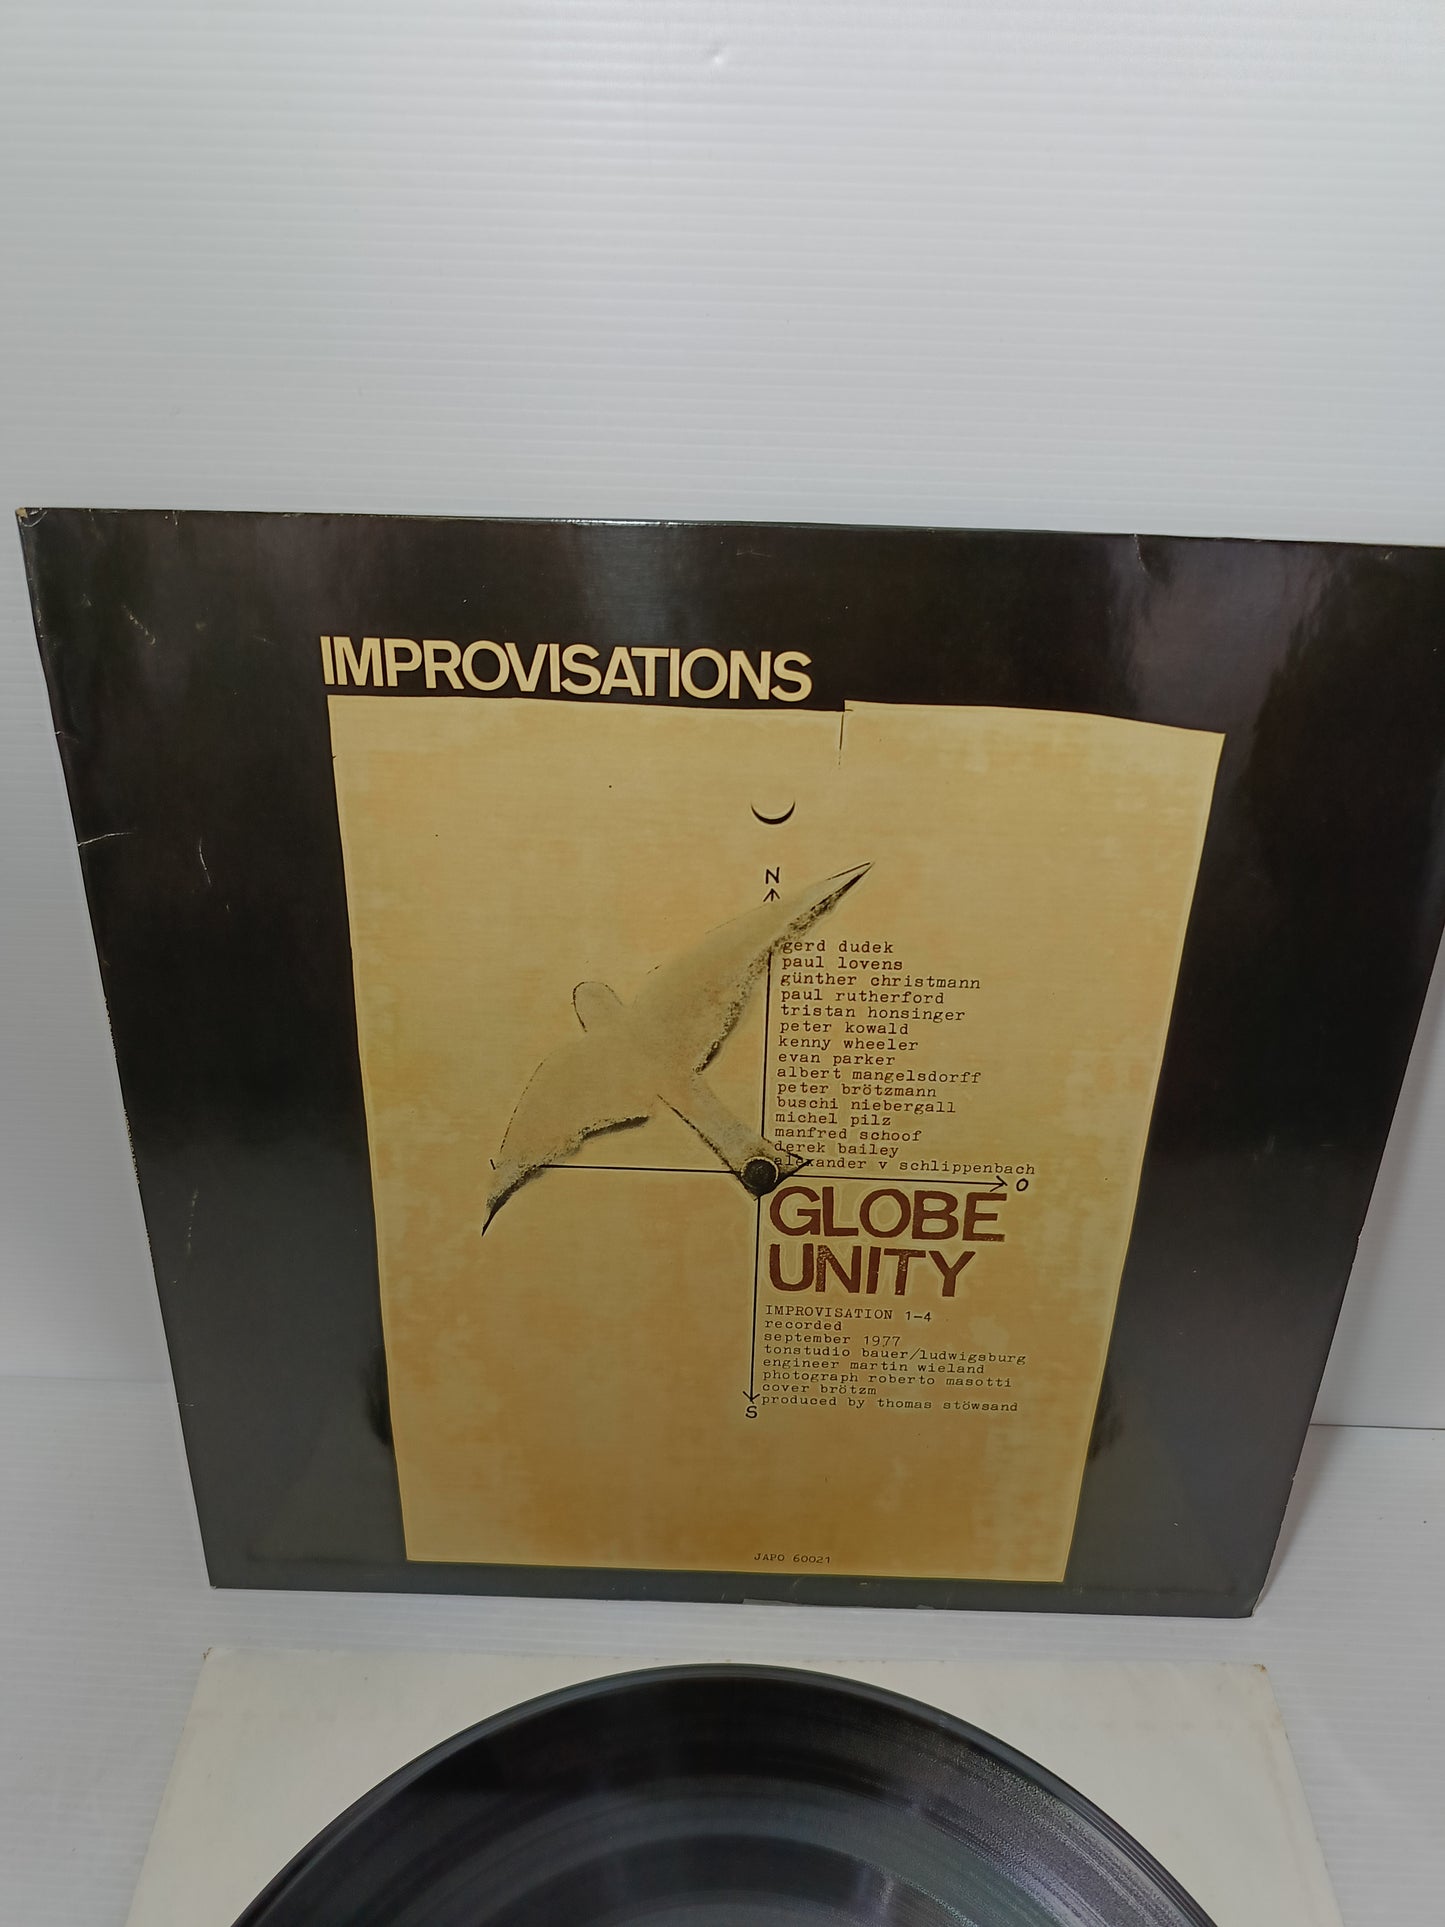 IMPROVISATIONS
N
gerd dudek
paul lovens
günther christmann
paul rutherford
tristan honsinger
peter kowald
kenny wheeler
evan parker
albert mangelsdorff
peter brötzmann
buschi niebergall
michel pilz
manfred schoof
derek bailey
alexander v schlippenbach
O
GLOBE
UNITY
IMPROVISATION 1-4
recorded
september 1977
tonstudio bauer/ludwigsburg
engineer martin wieland
photograph roberto masotti
cover brötzm
produced by thomas stöwsand
S
JAPO 60021